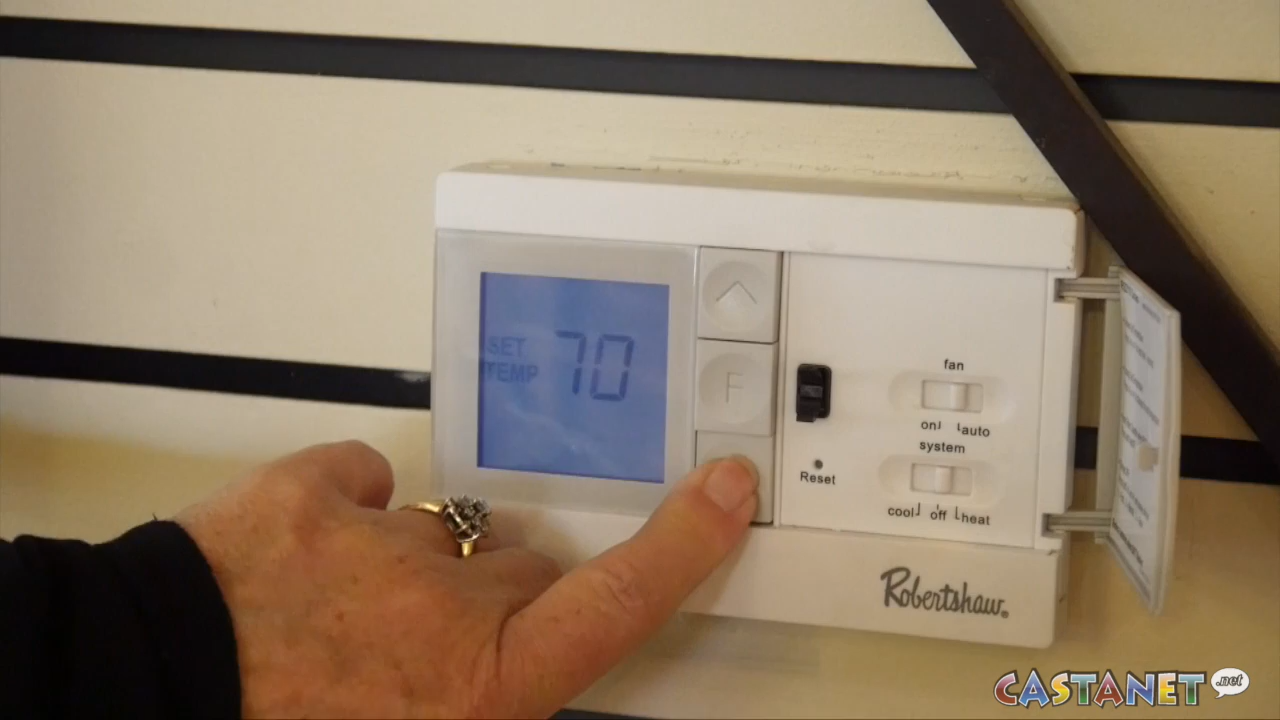 SET
TEMP 70
F
fan
on auto
system
Reset
cool off heat
Robertshaw
CASTANET .net